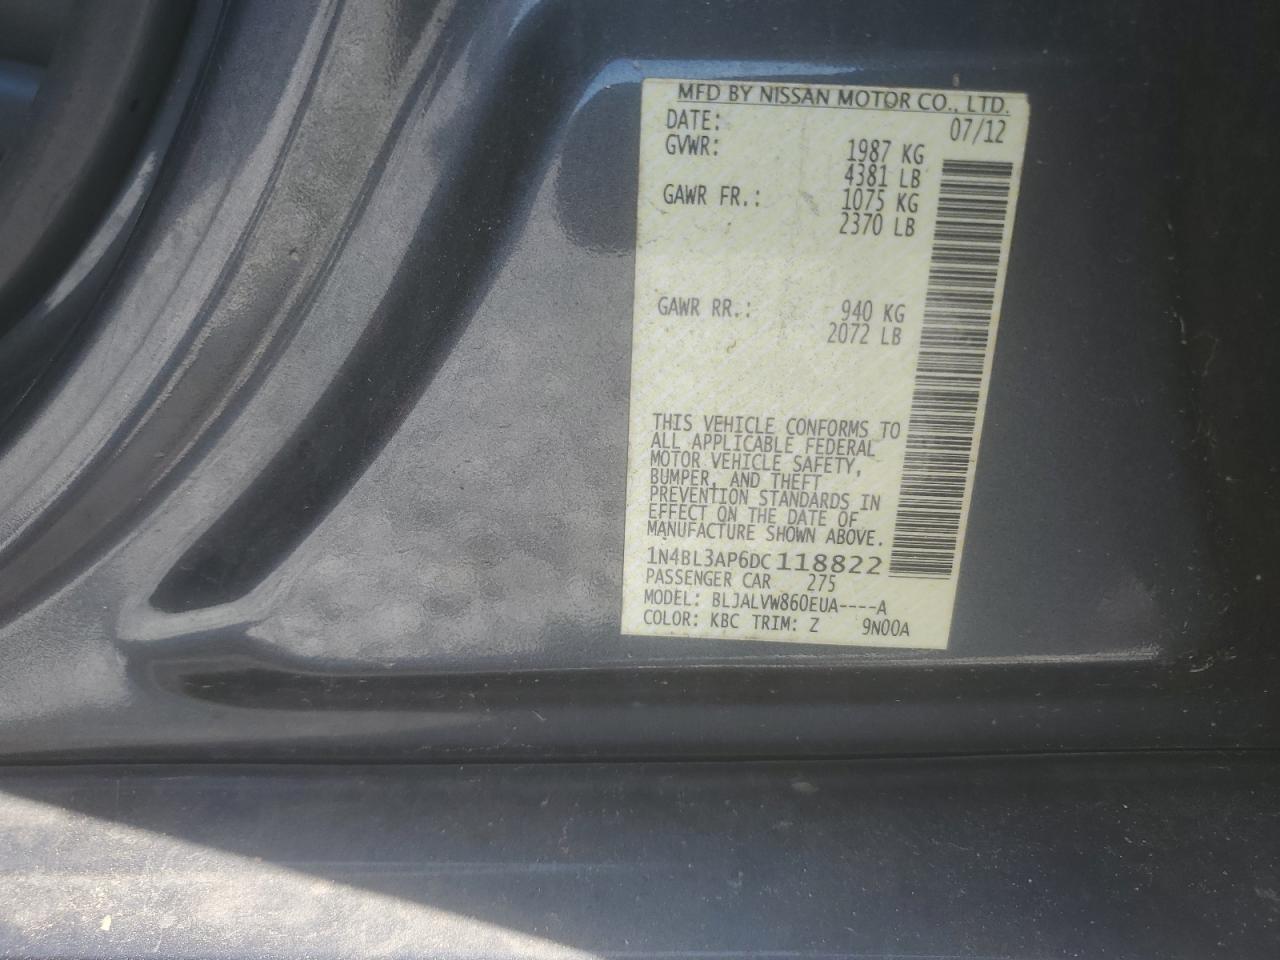 MFD BY NISSAN MOTOR CO., LTD.
DATE: 07/12
GVWR: 1987 KG
4381 LB
GAWR FR.: 1075 KG
2370 LB
GAWR RR.: 940 KG
2072 LB
THIS VEHICLE CONFORMS TO
ALL APPLICABLE FEDERAL
MOTOR VEHICLE SAFETY,
BUMPER, AND THEFT
PREVENTION STANDARDS IN
EFFECT ON THE DATE OF
MANUFACTURE SHOWN ABOVE.
1N4BL3AP6DC118822
PASSENGER CAR 275
MODEL: BLJALVW860EUA----A
COLOR: KBC TRIM: Z 9N00A